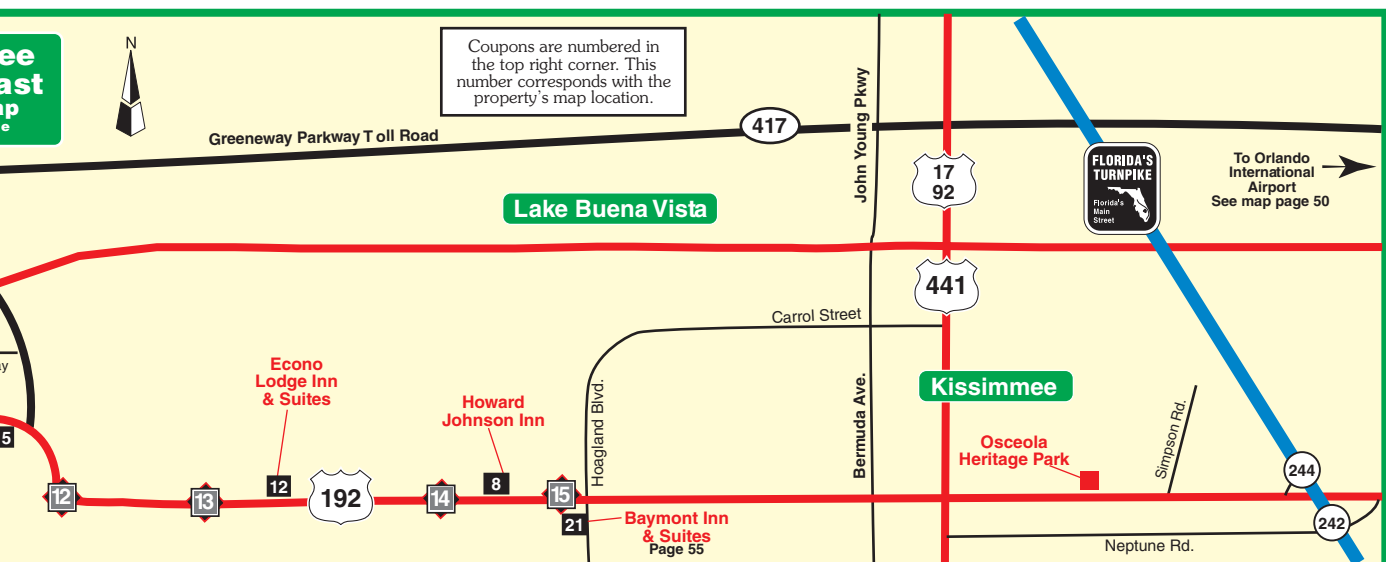 ee
ast
ap
e
N
Coupons are numbered in
the top right corner. This
number corresponds with the
property's map location.
Greeneway Parkway Toll Road
417
John Young Pkwy
17
92
FLORIDA'S
TURNPIKE
Florida's
Main
Street
To Orlando
International
Airport
See map page 50
Lake Buena Vista
441
Carrol Street
ay
Econo
Lodge Inn
& Suites
Howard
Johnson Inn
Hoagland Blvd.
Bermuda Ave.
Kissimmee
Osceola
Heritage Park
Simpson Rd.
5
12
13
12
192
14
8
15
21
Baymont Inn
& Suites
Page 55
244
242
Neptune Rd.